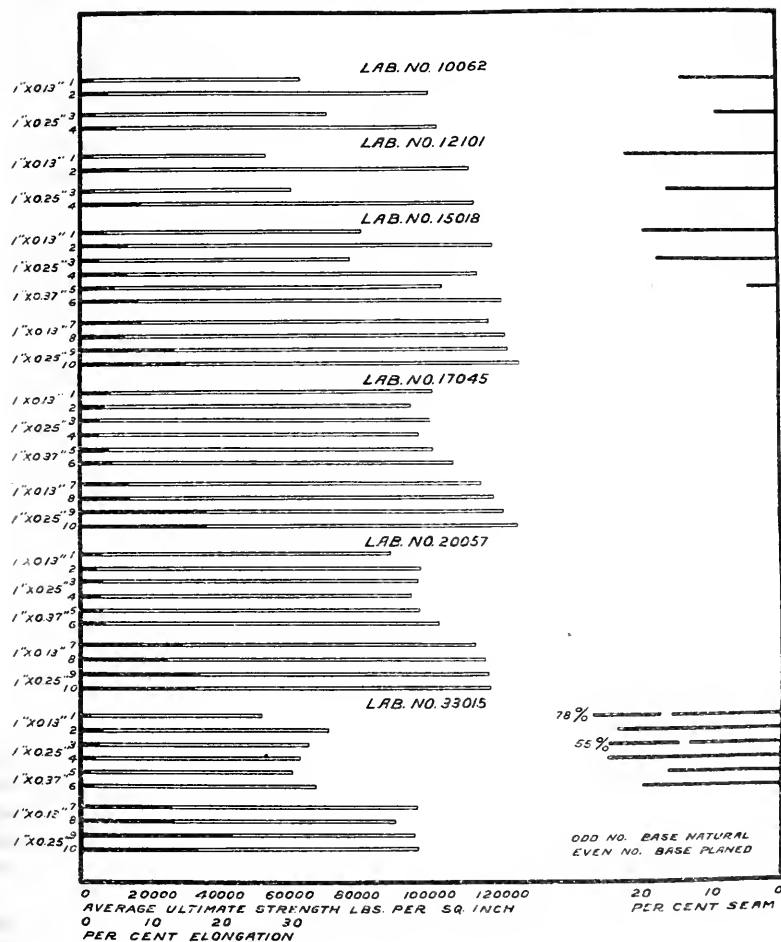 LAB. NO. 10062
1"X0.13" 1
2
1"X0.25" 3
4
LAB. NO. 12101
1"X0.13" 1
2
1"X0.25" 3
4
LAB. NO. 15018
1"X0.13" 1
2
1"X0.25" 3
4
1"X0.37" 5
6
1"X0.13" 7
8
1"X0.25" 9
10
LAB. NO. 17045
1"X0.13" 1
2
1"X0.25" 3
4
1"X0.37" 5
6
1"X0.13" 7
8
1"X0.25" 9
10
LAB. NO. 20057
1"X0.13" 1
2
1"X0.25" 3
4
1"X0.37" 5
6
1"X0.13" 7
8
1"X0.25" 9
10
LAB. NO. 33015
1"X0.13" 1
78%
2
1"X0.25" 3
55%
4
1"X0.37" 5
6
1"X0.12" 7
8
1"X0.25" 9
10
ODD NO. BASE NATURAL
EVEN NO. BASE PLANED
0 20000 40000 60000 80000 100000 120000
20 10 0
AVERAGE ULTIMATE STRENGTH LBS. PER SQ. INCH
PER CENT SEAM
0 10 20 30
PER CENT ELONGATION